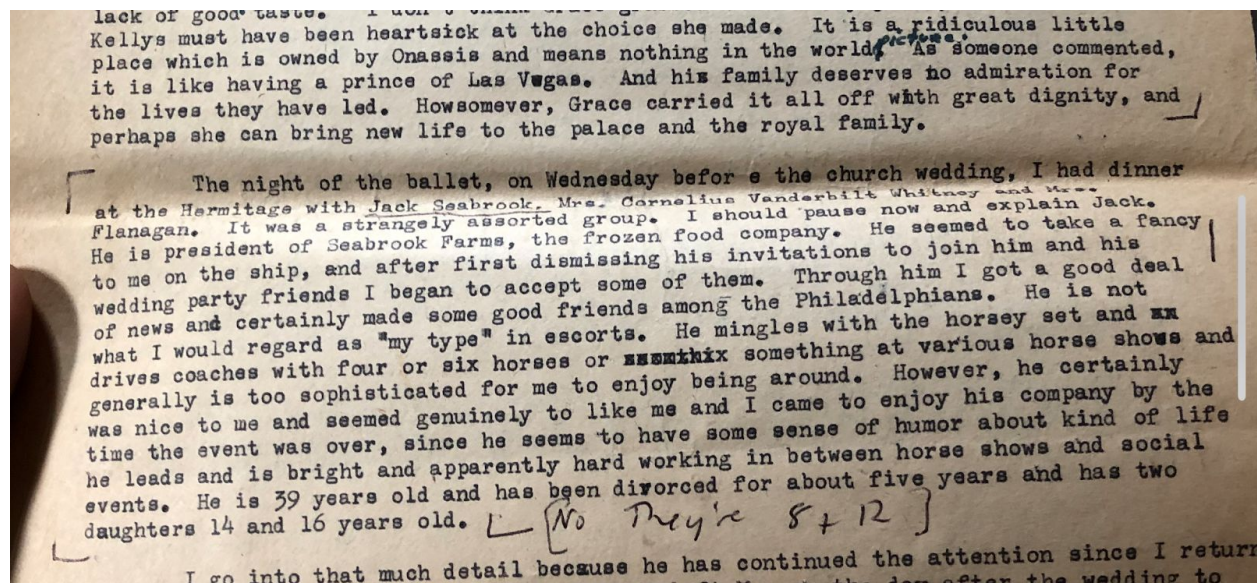 lack of good taste. I don't think
Kellys must have been heartsick at the choice she made. It is a ridiculous little
place which is owned by Onassis and means nothing in the world picture. As someone commented,
it is like having a prince of Las Vegas. And his family deserves no admiration for
the lives they have led. Howsomever, Grace carried it all off with great dignity, and
perhaps she can bring new life to the palace and the royal family.
The night of the ballet, on Wednesday befor e the church wedding, I had dinner
at the Hermitage with Jack Seabrook, Mrs. Cornelius Vanderbilt Whitney and Mrs.
Flanagan. It was a strangely assorted group. I should pause now and explain Jack.
He is president of Seabrook Farms, the frozen food company. He seemed to take a fancy
to me on the ship, and after first dismissing his invitations to join him and his
wedding party friends I began to accept some of them. Through him I got a good deal
of news and certainly made some good friends among the Philadelphians. He is not
what I would regard as "my type" in escorts. He mingles with the horsey set and
drives coaches with four or six horses or something at various horse shows and
generally is too sophisticated for me to enjoy being around. However, he certainly
was nice to me and seemed genuinely to like me and I came to enjoy his company by the
time the event was over, since he seems to have some sense of humor about kind of life
he leads and is bright and apparently hard working in between horse shows and social
events. He is 39 years old and has been divorced for about five years and has two
daughters 14 and 16 years old. [No They're 8 + 12]
I go into that much detail because he has continued the attention since I return
the day after the wedding to